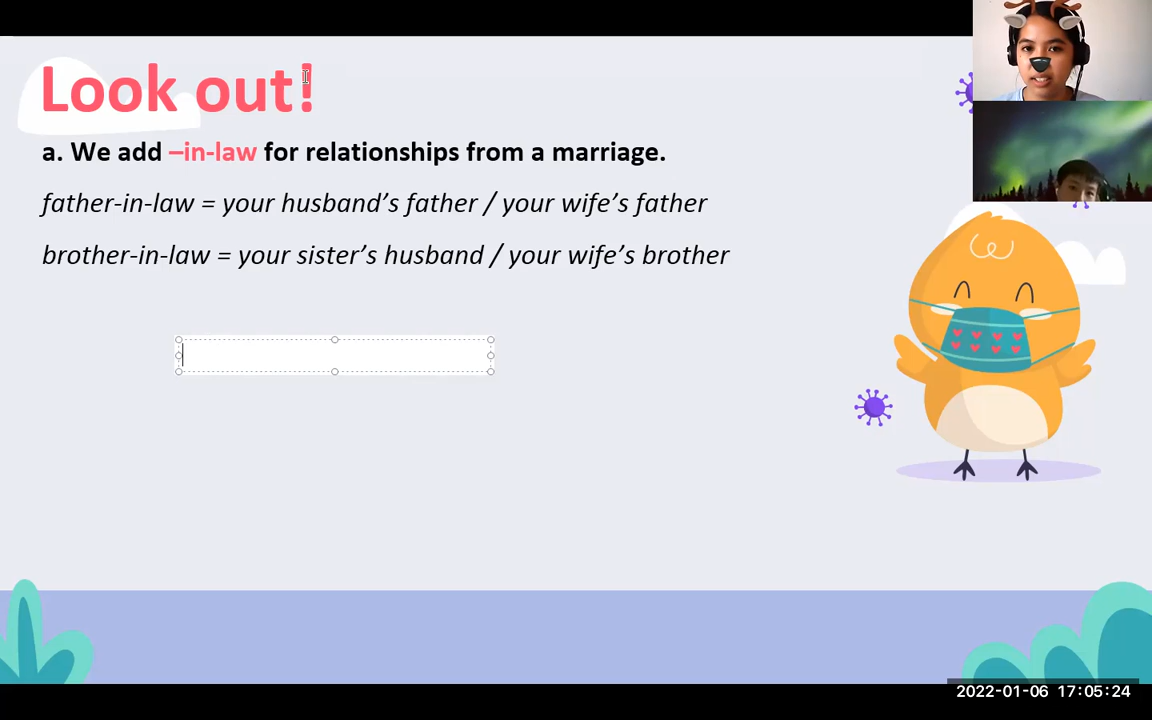 Look out!
a. We add –in-law for relationships from a marriage.
father-in-law = your husband’s father / your wife’s father
brother-in-law = your sister’s husband / your wife’s brother
2022-01-06 17:05:24